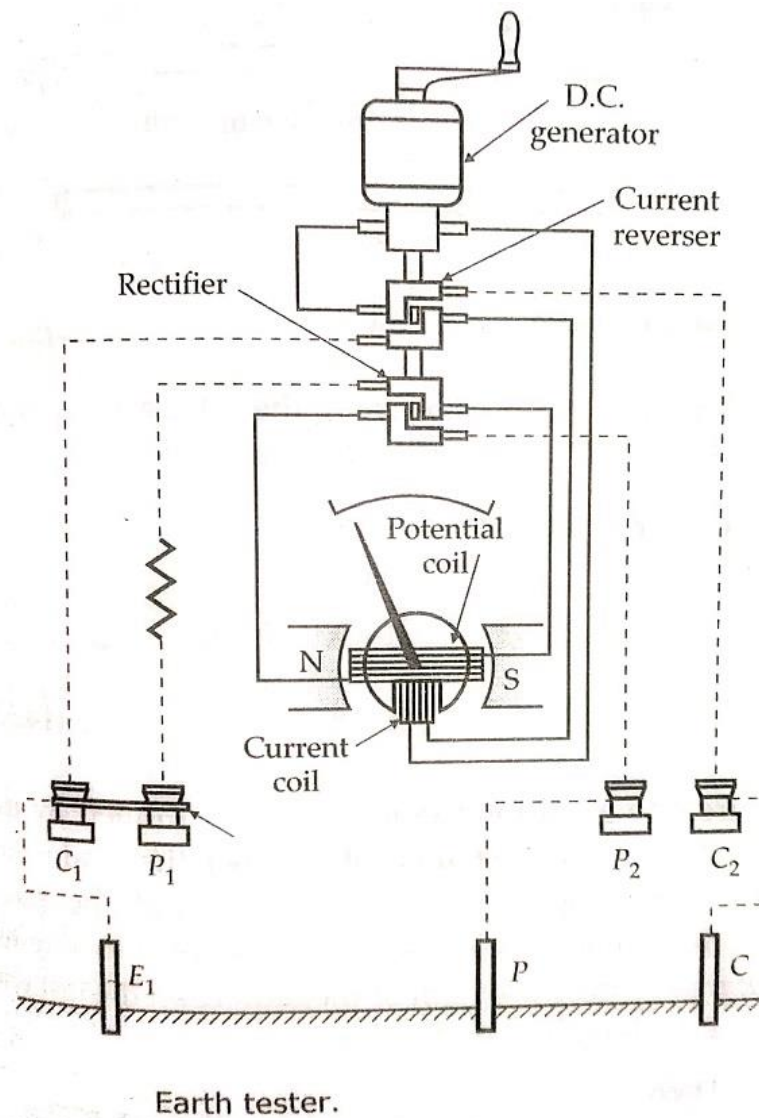 D.C.
generator
Current
reverser
Rectifier
Potential
coil
N
S
Current
coil
C1
P1
P2
C2
E1
P
C
Earth tester.